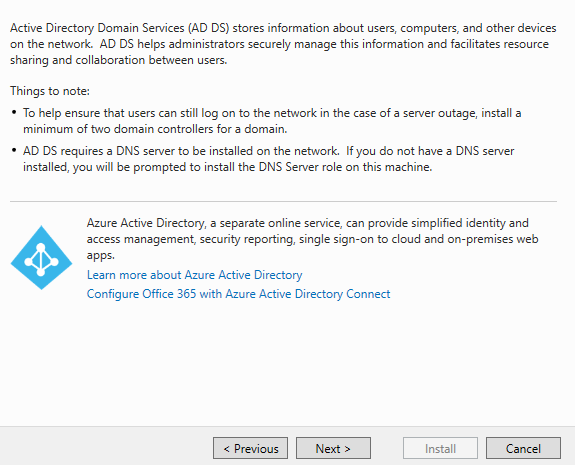 Active Directory Domain Services (AD DS) stores information about users, computers, and other devices
on the network.  AD DS helps administrators securely manage this information and facilitates resource
sharing and collaboration between users.
Things to note:
• To help ensure that users can still log on to the network in the case of a server outage, install a
minimum of two domain controllers for a domain.
• AD DS requires a DNS server to be installed on the network.  If you do not have a DNS server
installed, you will be prompted to install the DNS Server role on this machine.
Azure Active Directory, a separate online service, can provide simplified identity and
access management, security reporting, single sign-on to cloud and on-premises web
apps.
Learn more about Azure Active Directory
Configure Office 365 with Azure Active Directory Connect
< Previous
Next >
Install
Cancel